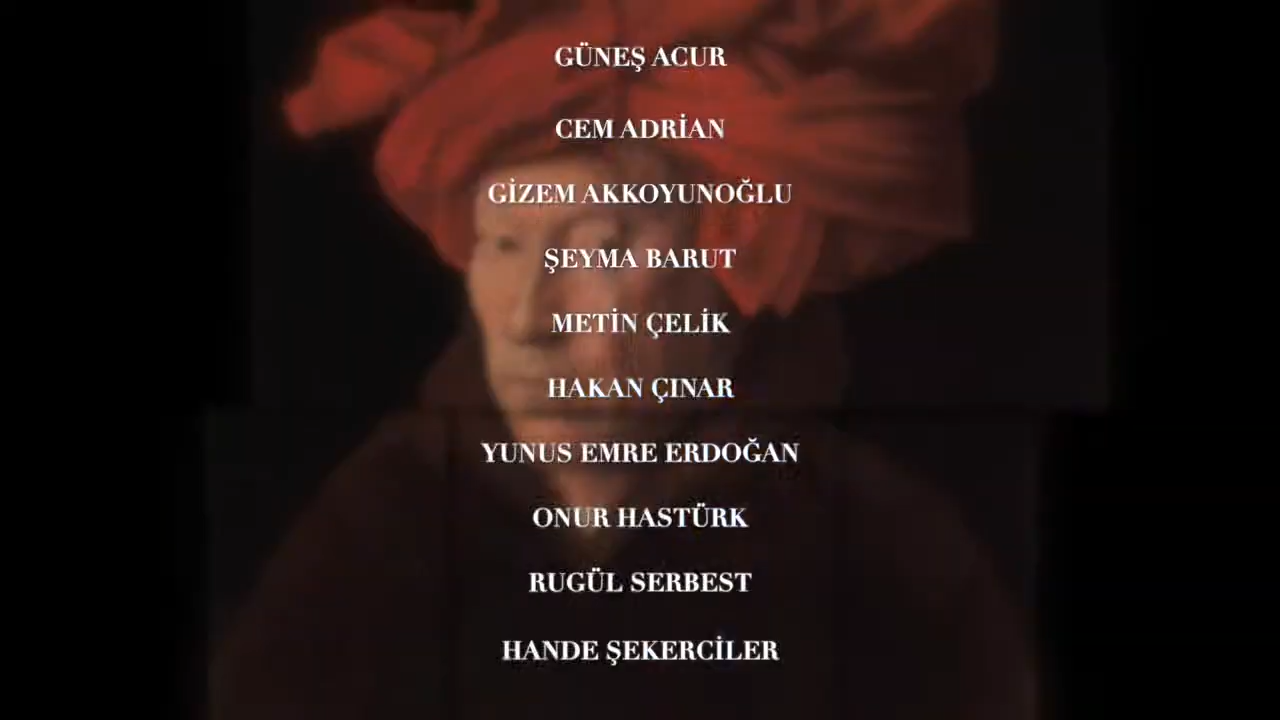 GÜNEŞ ACUR
CEM ADRİAN
GİZEM AKKOYUNOĞLU
ŞEYMA BARUT
METİN ÇELİK
HAKAN ÇINAR
YUNUS EMRE ERDOĞAN
ONUR HASTÜRK
RUGÜL SERBEST
HANDE ŞEKERCİLER